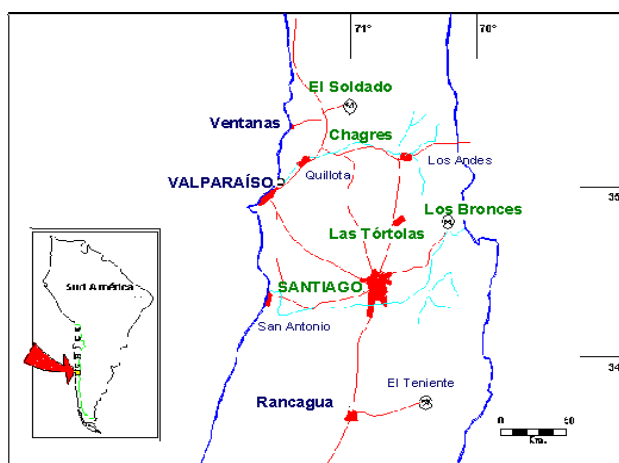 71°
70°
El Soldado
Ventanas
Chagres
Quillota
Los Andes
VALPARAÍSO
35
Los Bronces
Las Tórtolas
Sud América
SANTIAGO
San Antonio
34
El Teniente
Rancagua
0
50
Km.